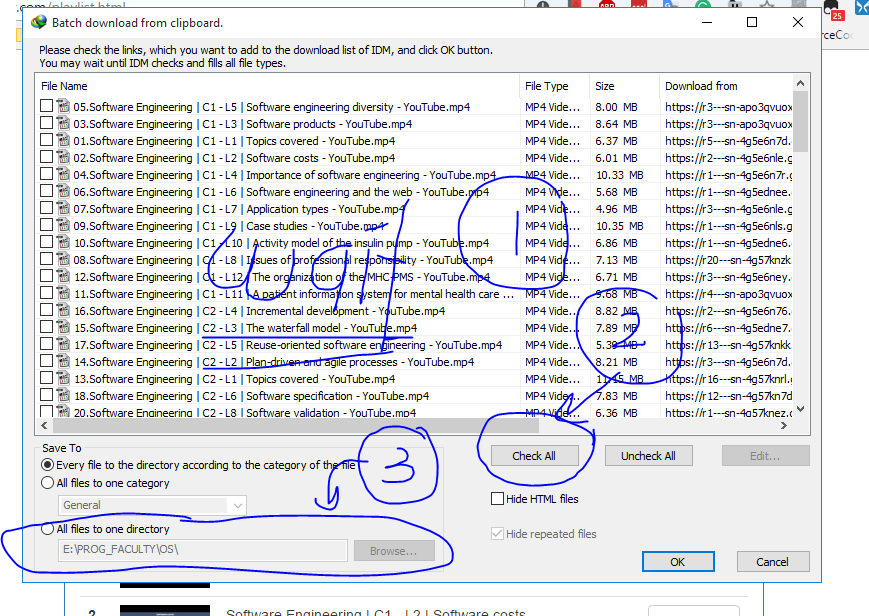 .com/playlist.html
25
rceCod
Batch download from clipboard.
Please check the links, which you want to add to the download list of IDM, and click OK button.
You may wait until IDM checks and fills all file types.
File Name File Type Size Download from
05.Software Engineering | C1 - L5 | Software engineering diversity - YouTube.mp4 MP4 Vide... 8.00 MB https://r3---sn-apo3qvuox
03.Software Engineering | C1 - L3 | Software products - YouTube.mp4 MP4 Vide... 8.64 MB https://r3---sn-apo3qvuox
01.Software Engineering | C1 - L1 | Topics covered - YouTube.mp4 MP4 Vide... 6.37 MB https://r5---sn-4g5e6n7d.
02.Software Engineering | C1 - L2 | Software costs - YouTube.mp4 MP4 Vide... 6.01 MB https://r2---sn-4g5e6nle.g
04.Software Engineering | C1 - L4 | Importance of software engineering - YouTube.mp4 MP4 Vide... 10.33 MB https://r1---sn-4g5e6n7r.g
06.Software Engineering | C1 - L6 | Software engineering and the web - YouTube.mp4 MP4 Vide... 5.68 MB https://r1---sn-4g5ednee.
07.Software Engineering | C1 - L7 | Application types - YouTube.mp4 MP4 Vide... 4.96 MB https://r3---sn-4g5e6nle.g
09.Software Engineering | C1 - L9 | Case studies - YouTube.mp4 MP4 Vide... 10.35 MB https://r1---sn-4g5e6nls.g
10.Software Engineering | C1 - L10 | Activity model of the insulin pump - YouTube.mp4 MP4 Vide... 6.86 MB https://r1---sn-4g5edne6.
08.Software Engineering | C1 - L8 | Issues of professional responsibility - YouTube.mp4 MP4 Vide... 7.13 MB https://r20---sn-4g57knzk
12.Software Engineering | C1 - L12 | The organization of the MHC-PMS - YouTube.mp4 MP4 Vide... 6.71 MB https://r3---sn-4g5e6ney.
11.Software Engineering | C1 - L11 | A patient information system for mental health care ... MP4 Vide... 9.68 MB https://r4---sn-apo3qvuox
16.Software Engineering | C2 - L4 | Incremental development - YouTube.mp4 MP4 Vide... 8.82 MB https://r2---sn-4g5e6n76.
15.Software Engineering | C2 - L3 | The waterfall model - YouTube.mp4 MP4 Vide... 7.89 MB https://r6---sn-4g5edne7.
17.Software Engineering | C2 - L5 | Reuse-oriented software engineering - YouTube.mp4 MP4 Vide... MB https://r13---sn-4g57knkk
14.Software Engineering | C2 - L2 | Plan-driven and agile processes - YouTube.mp4 MP4 Vide... 8.21 MB https://r3---sn-4g5e6n7d.
13.Software Engineering | C2 - L1 | Topics covered - YouTube.mp4 MP4 Vide... 11.15 MB https://r16---sn-4g57knrl.g
18.Software Engineering | C2 - L6 | Software specification - YouTube.mp4 MP4 Vide... 7.83 MB https://r12---sn-4g57kn7d
20.Software Engineering | C2 - L8 | Software validation - YouTube.mp4 MP4 Vide... 6.36 MB https://r1---sn-4g57knez.g
1
2
3
Save To
Every file to the directory according to the category of the file
All files to one category
General
All files to one directory
E:\PROG_FACULTY\OS\
Browse...
Check All
Uncheck All
Edit...
Hide HTML files
Hide repeated files
OK
Cancel
2
Software Engineering | C1 - L2 | Software costs